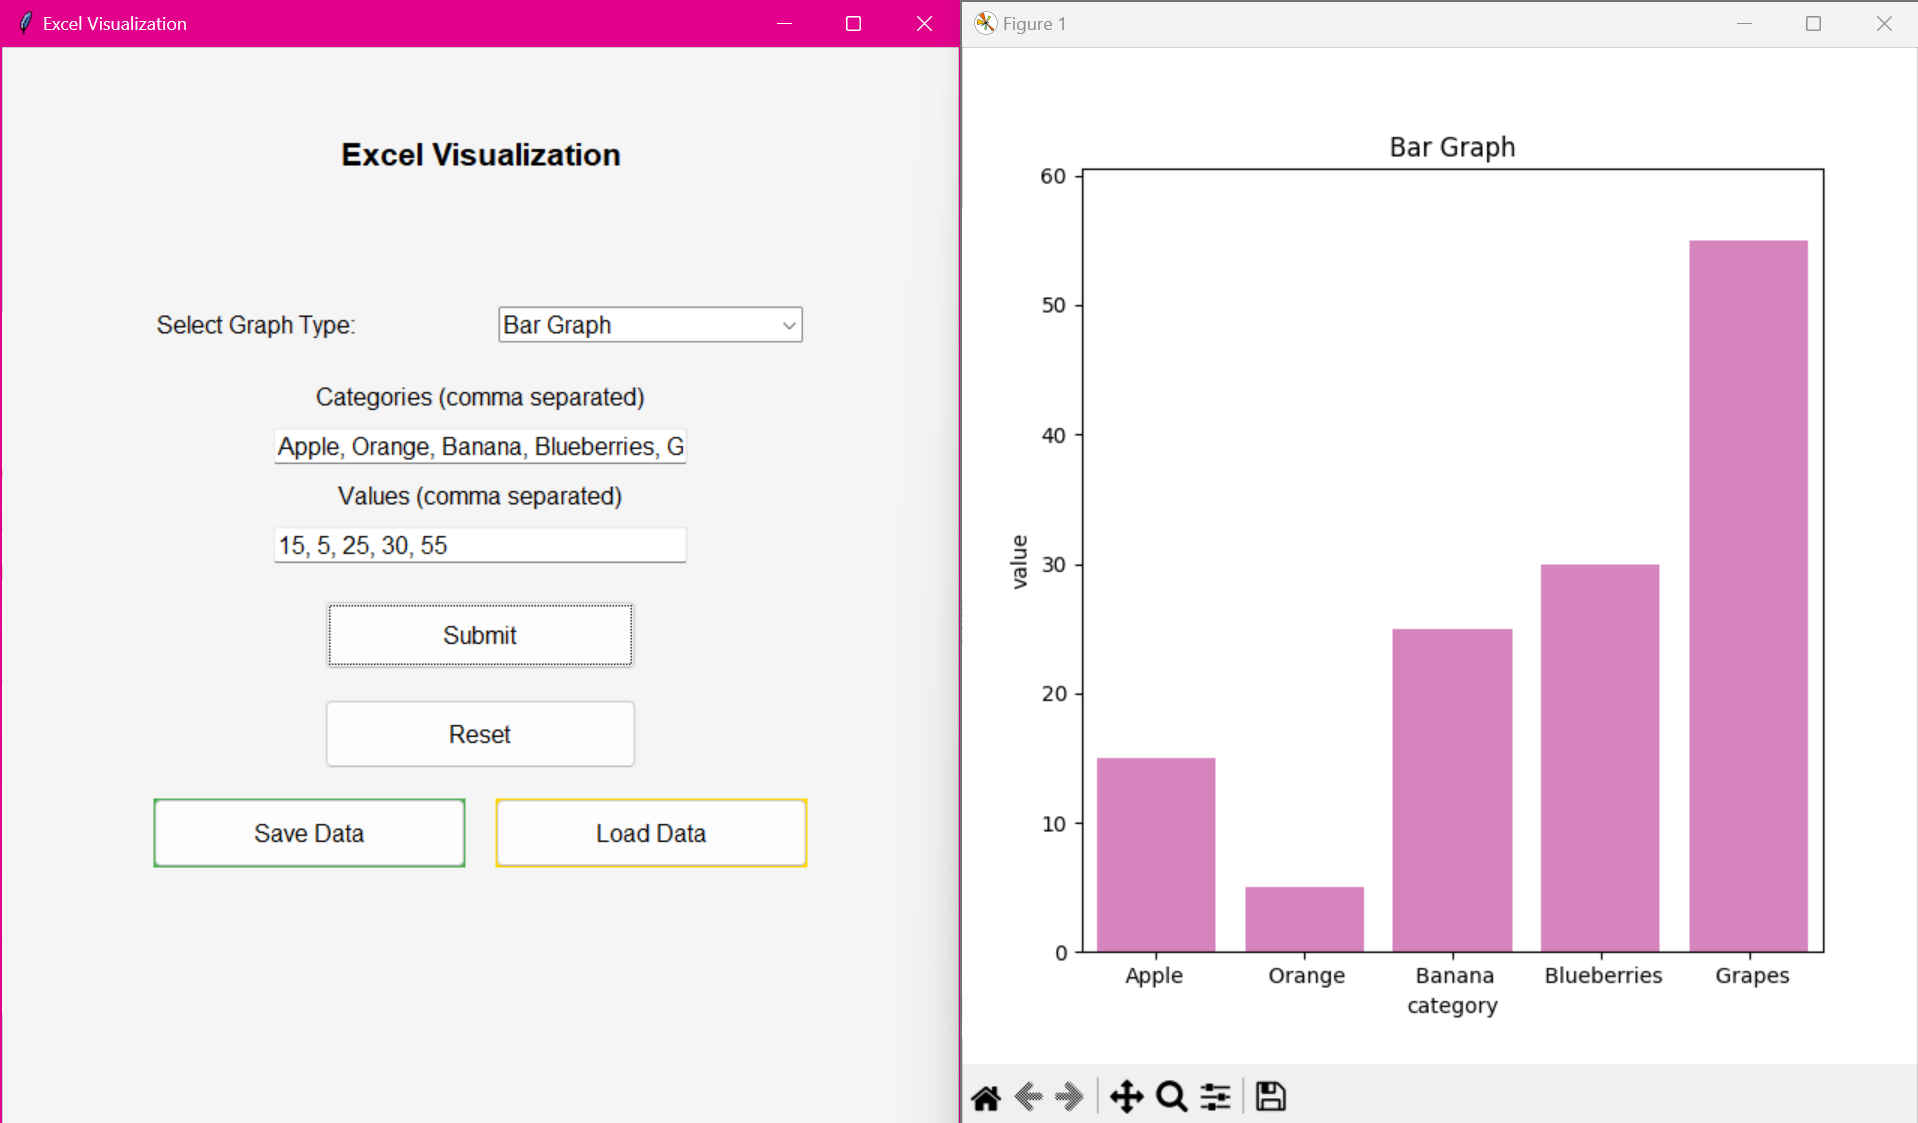 Excel Visualization
Excel Visualization
Select Graph Type:
Bar Graph
Categories (comma separated)
Apple, Orange, Banana, Blueberries, G
Values (comma separated)
15, 5, 25, 30, 55
Submit
Reset
Save Data
Load Data
Figure 1
Bar Graph
60
50
40
30
20
10
0
value
Apple Orange Banana Blueberries Grapes
category